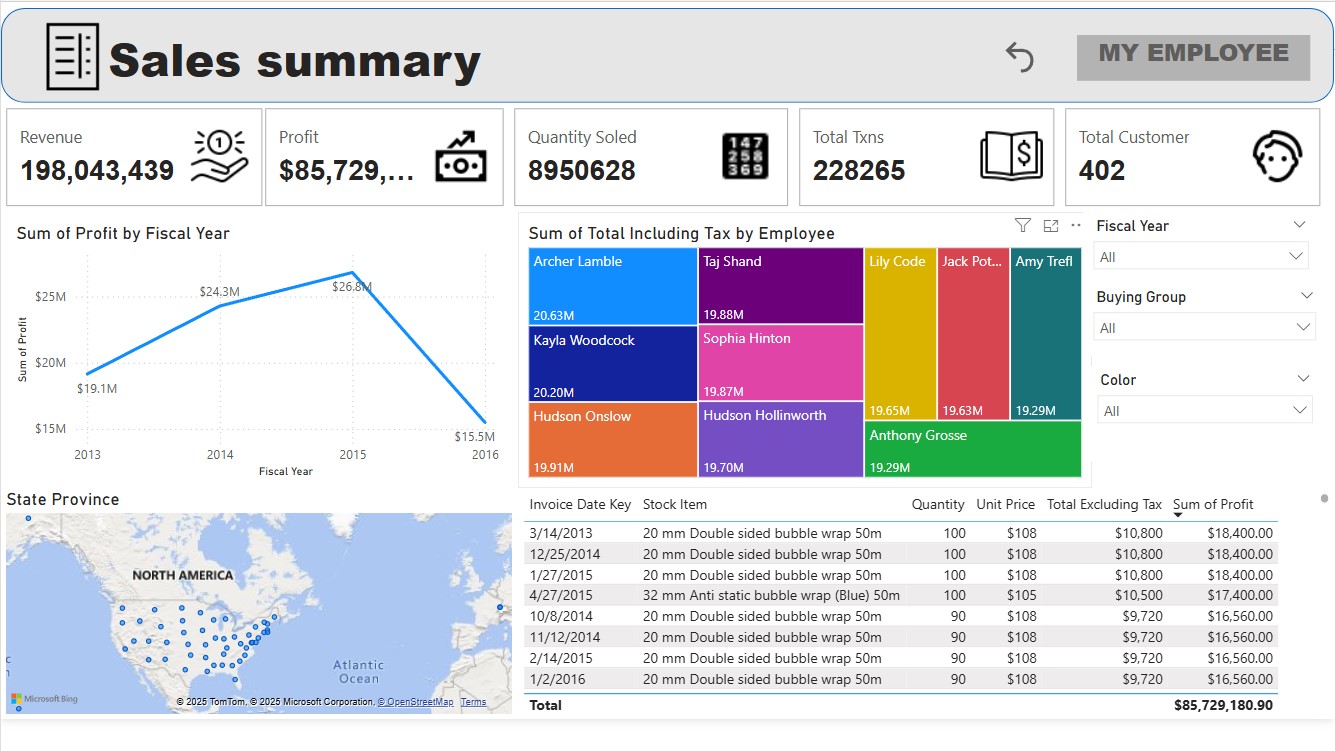 Sales summary
MY EMPLOYEE
Revenue
198,043,439
Profit
$85,729,...
Quantity Soled
8950628
147
258
369
Total Txns
228265
Total Customer
402
Sum of Profit by Fiscal Year
Sum of Profit
$25M
$20M
$15M
$19.1M
$24.3M
$26.8M
$15.5M
2013 2014 2015 2016
Fiscal Year
Sum of Total Including Tax by Employee
Archer Lamble
20.63M
Kayla Woodcock
20.20M
Hudson Onslow
19.91M
Taj Shand
19.88M
Sophia Hinton
19.87M
Hudson Hollinworth
19.70M
Lily Code
19.65M
Jack Pot...
19.63M
Amy Trefl
19.29M
Anthony Grosse
19.29M
Fiscal Year
All
Buying Group
All
Color
All
State Province
NORTH AMERICA
Atlantic
Ocean
Microsoft Bing
© 2025 TomTom, © 2025 Microsoft Corporation, © OpenStreetMap Terms
Invoice Date Key Stock Item Quantity Unit Price Total Excluding Tax Sum of Profit
3/14/2013 20 mm Double sided bubble wrap 50m 100 $108 $10,800 $18,400.00
12/25/2014 20 mm Double sided bubble wrap 50m 100 $108 $10,800 $18,400.00
1/27/2015 20 mm Double sided bubble wrap 50m 100 $108 $10,800 $18,400.00
4/27/2015 32 mm Anti static bubble wrap (Blue) 50m 100 $105 $10,500 $17,400.00
10/8/2014 20 mm Double sided bubble wrap 50m 90 $108 $9,720 $16,560.00
11/12/2014 20 mm Double sided bubble wrap 50m 90 $108 $9,720 $16,560.00
2/14/2015 20 mm Double sided bubble wrap 50m 90 $108 $9,720 $16,560.00
1/2/2016 20 mm Double sided bubble wrap 50m 90 $108 $9,720 $16,560.00
Total $85,729,180.90